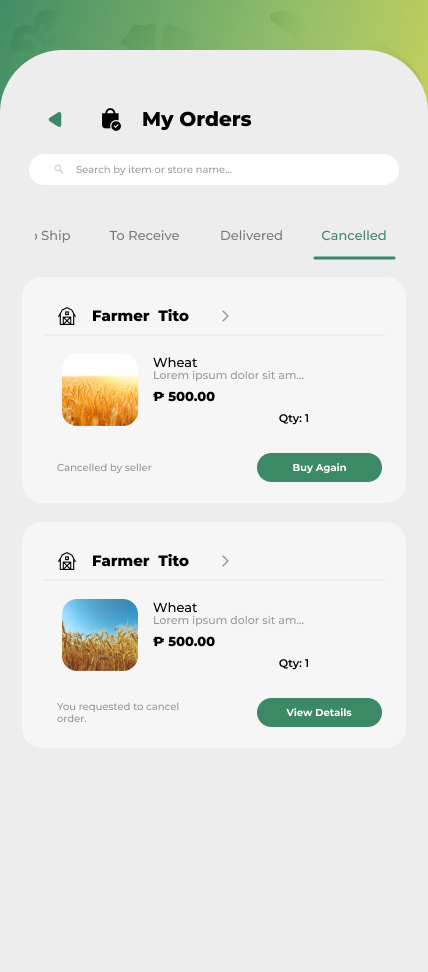 My Orders
Search by item or store name...
Ship
To Receive
Delivered
Cancelled
Farmer Tito
Wheat
Lorem ipsum dolor sit am...
₱ 500.00
Qty: 1
Cancelled by seller
Buy Again
Farmer Tito
Wheat
Lorem ipsum dolor sit am...
₱ 500.00
Qty: 1
You requested to cancel
order.
View Details